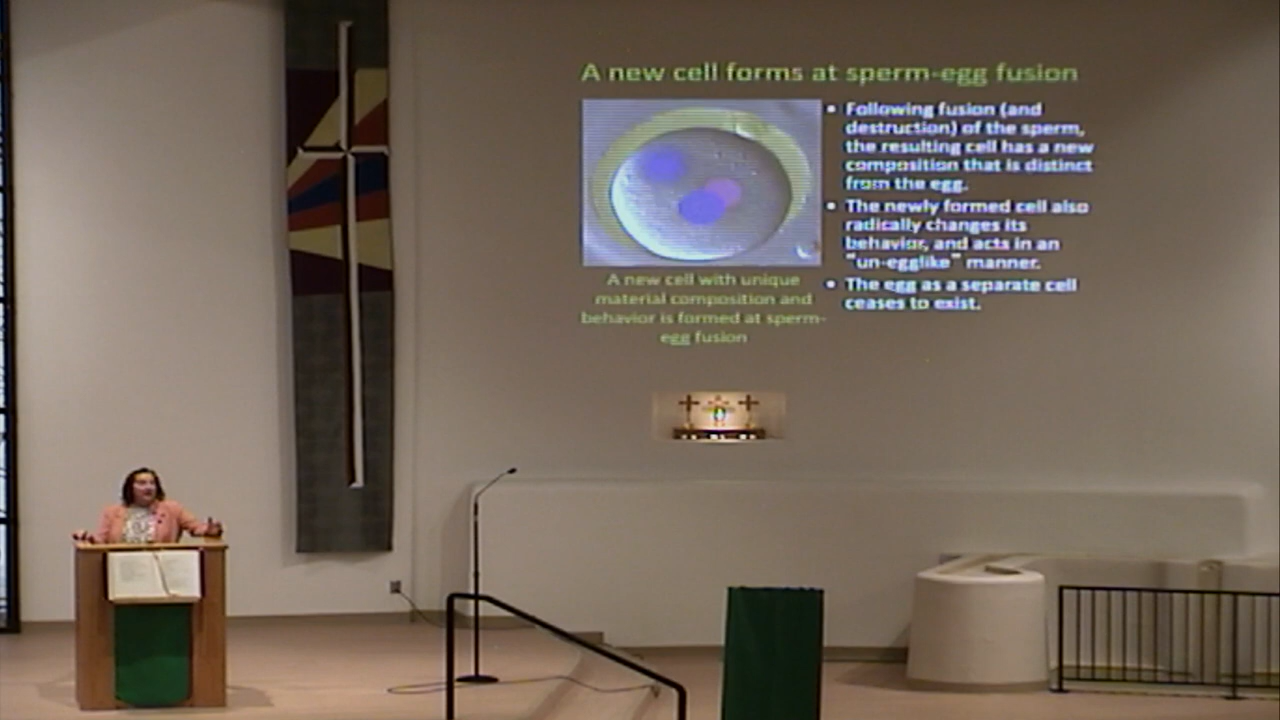 A new cell forms at sperm-egg fusion
• Following fusion (and
destruction) of the sperm,
the resulting cell has a new
composition that is distinct
from the egg.
• The newly formed cell also
radically changes its
behavior, and acts in an
"un-egglike" manner.
• The egg as a separate cell
ceases to exist.
A new cell with unique
material composition and
behavior is formed at sperm-
egg fusion